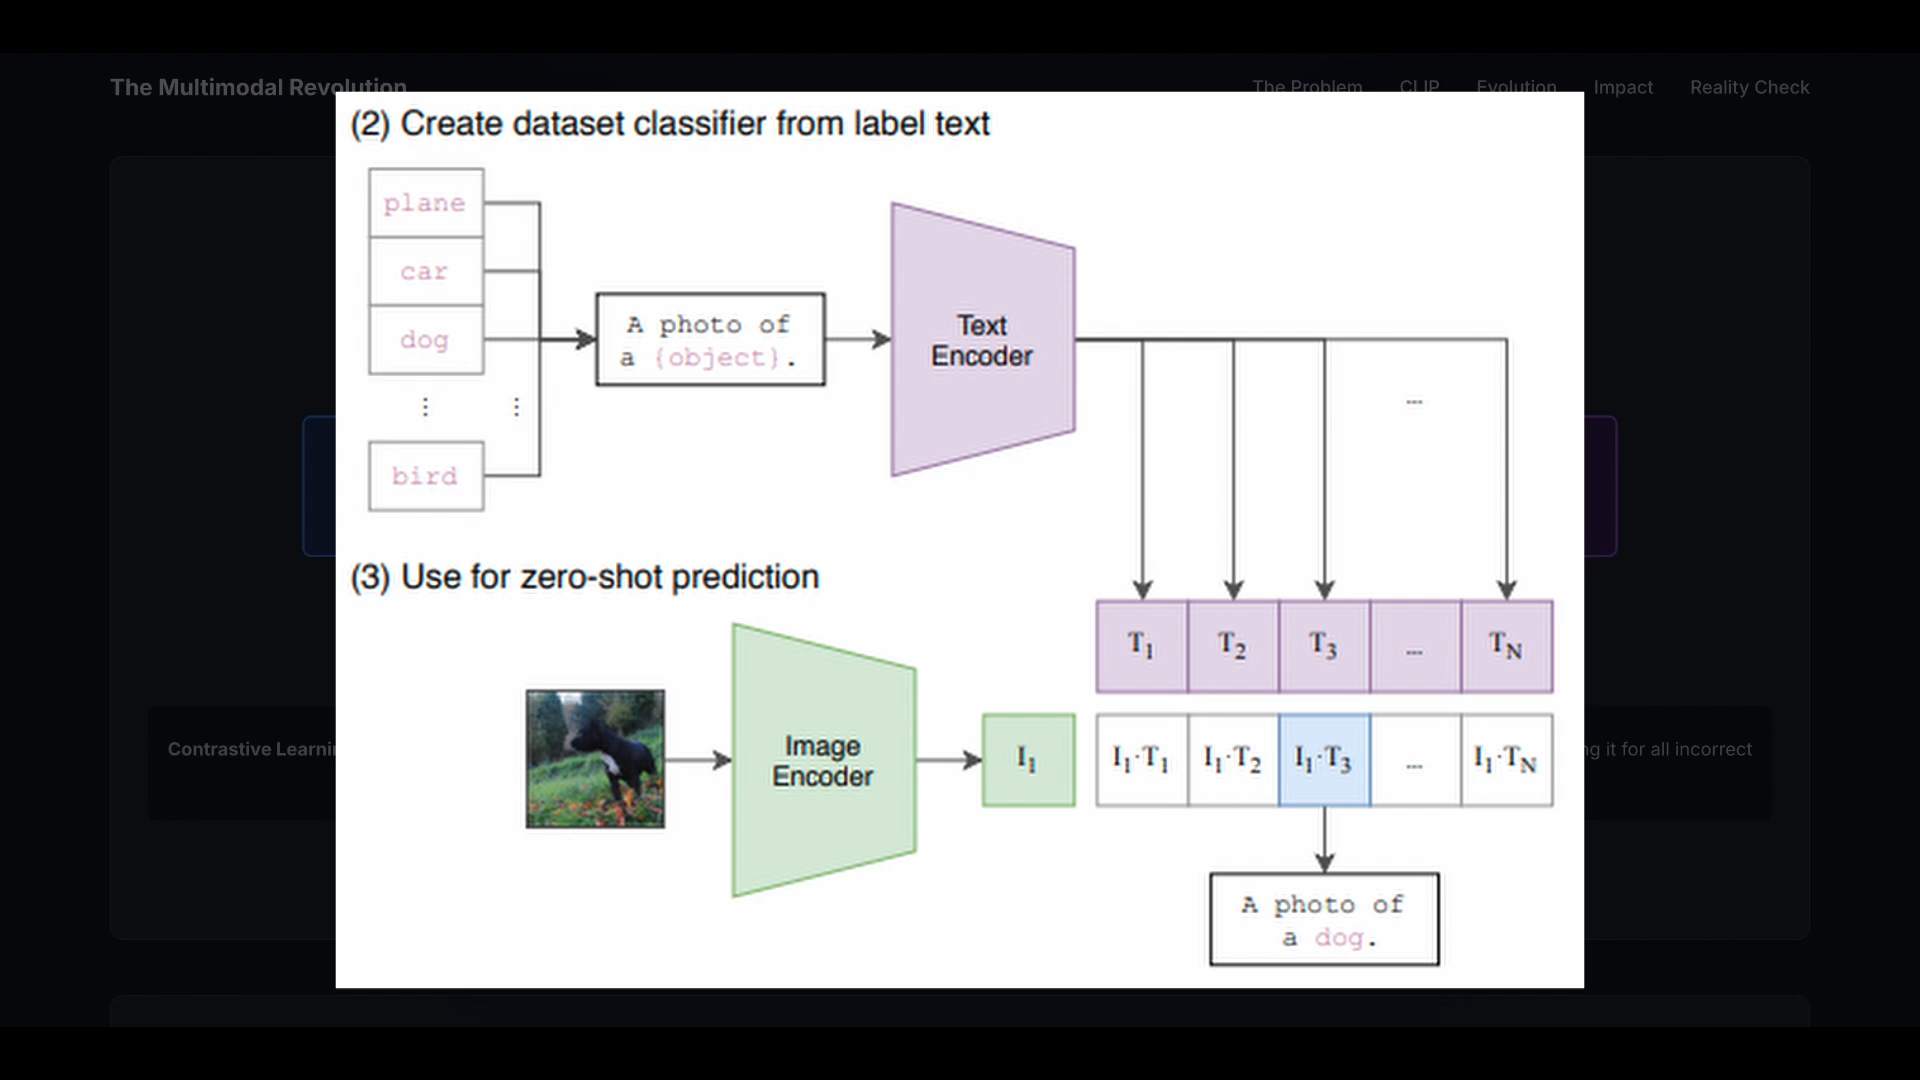 The Multimodal Revolution
The Problem CLIP Evolution Impact Reality Check
(2) Create dataset classifier from label text
plane
car
dog
⋮ ⋮
bird
A photo of
a {object}.
Text
Encoder
...
(3) Use for zero-shot prediction
T1 T2 T3 ... TN
Image
Encoder
I1
I1·T1 I1·T2 I1·T3 ... I1·TN
A photo of
a dog.
Contrastive
it for all incorrect